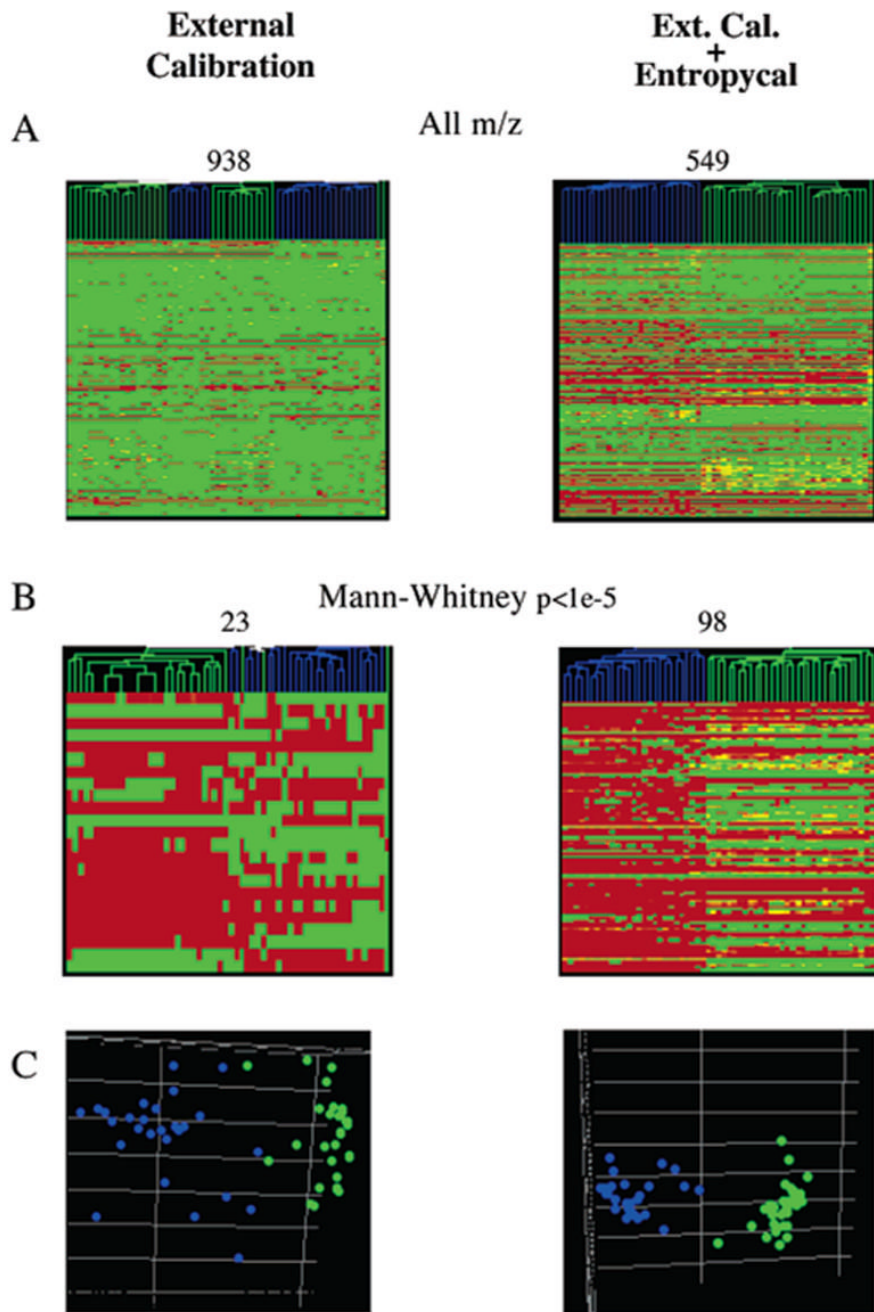 External
Calibration
Ext. Cal.
+
Entropycal
A
All m/z
938
549
B
Mann-Whitney p<1e-5
23
98
C